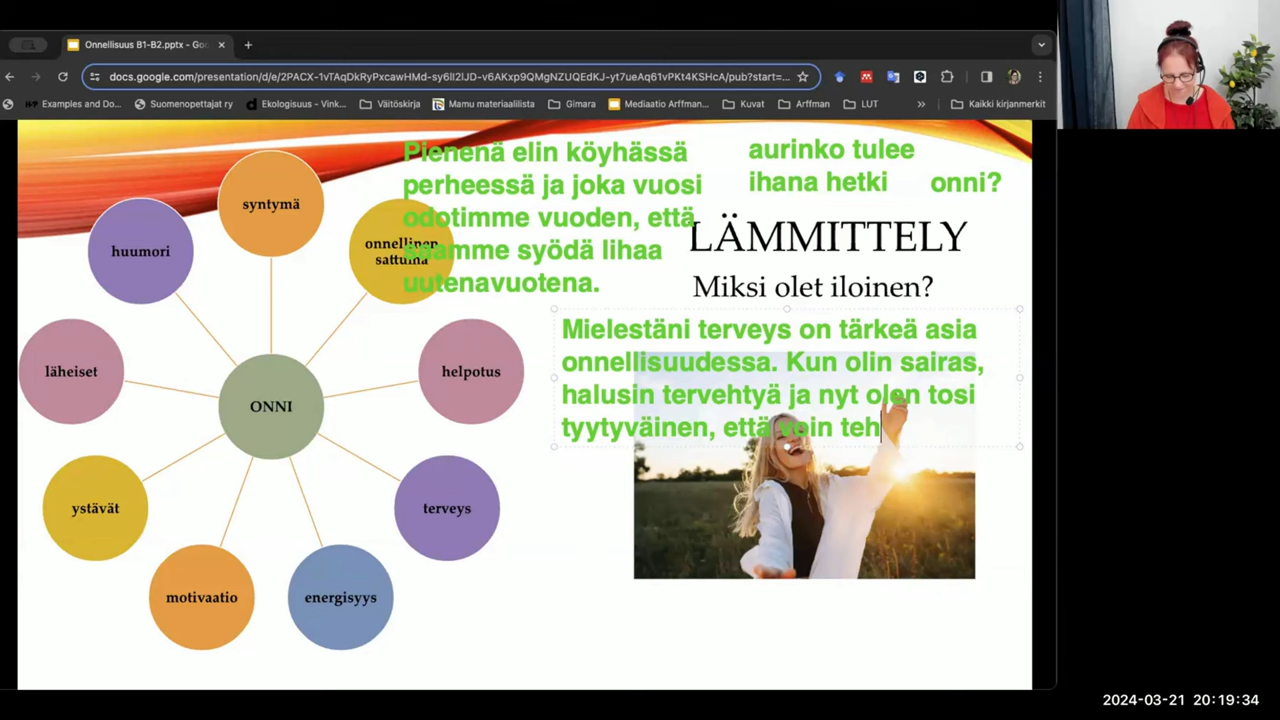 Onnellisuus B1-B2.pptx - Go...
docs.google.com/presentation/d/e/2PACX-1vTAqDkRyPxcawHMd-sy6lI2lJD-v6AKxp9QMgNZUQEdKJ-yt7ueAq61vPKt4KSHcA/pub?start=...
Examples and Do...
Suomenopettajat ry
Ekologisuus - Vink...
Väitöskirja
Mamu materiaalista
Gimara
Mediaatio Arffman...
Kuvat
Arffman
LUT
»
Kaikki kirjanmerkit
Pienenä elin köyhässä
perheessä ja joka vuosi
odotimme vuoden, että
saamme syödä lihaa
uutenavuotena.
aurinko tulee
ihana hetki
onni?
LÄMMITTELY
Miksi olet iloinen?
Mielestäni terveys on tärkeä asia
onnellisuudessa. Kun olin sairas,
halusin tervehtyä ja nyt olen tosi
tyytyväinen, että voin teh
syntymä
huumori
onnellinen
sattuma
läheiset
helpotus
ONNI
ystävät
terveys
motivaatio
energisyys
2024-03-21 20:19:34